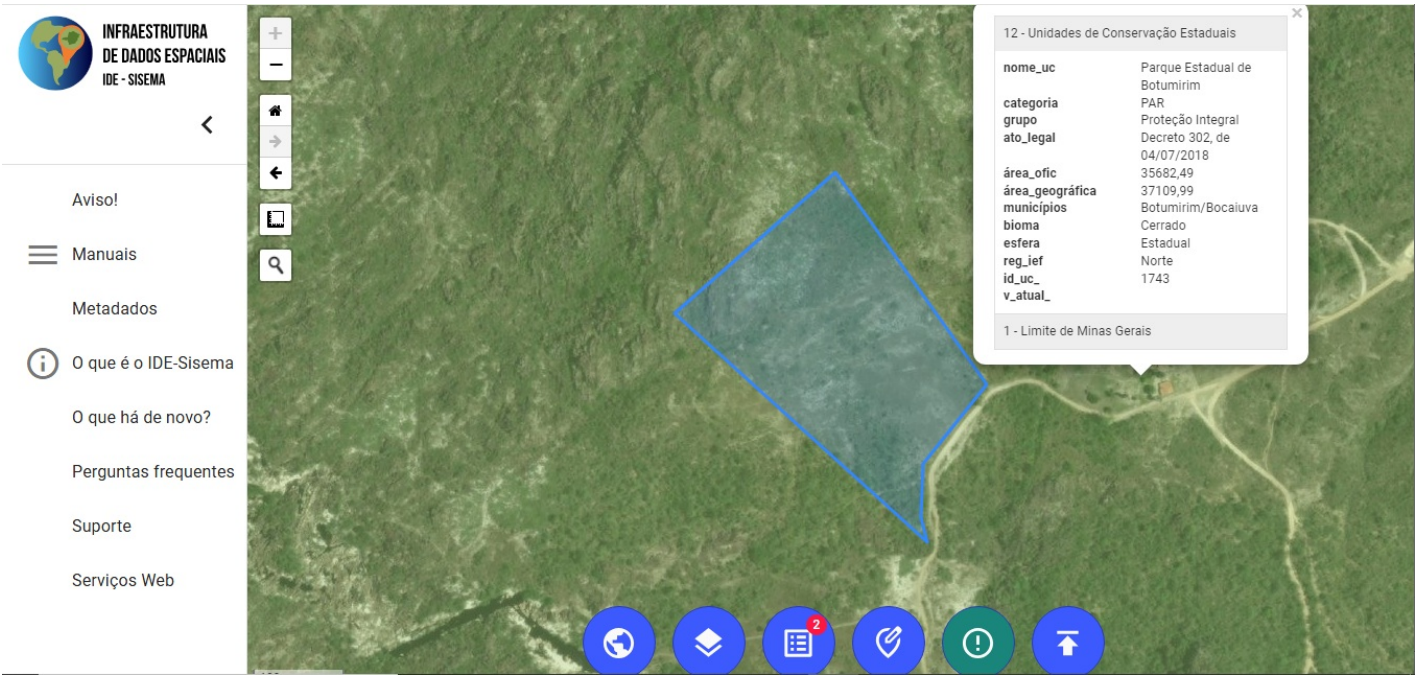 INFRAESTRUTURA
DE DADOS ESPACIAIS
IDE - SISEMA
Aviso!
Manuais
Metadados
O que é o IDE-Sisema
O que há de novo?
Perguntas frequentes
Suporte
Serviços Web
12 - Unidades de Conservação Estaduais
nome_uc Parque Estadual de
Botumirim
categoria PAR
grupo Proteção Integral
ato_legal Decreto 302, de
04/07/2018
área_ofic 35682,49
área_geográfica 37109,99
municípios Botumirim/Bocaiuva
bioma Cerrado
esfera Estadual
reg_ief Norte
id_uc_ 1743
v_atual_
1 - Limite de Minas Gerais
2